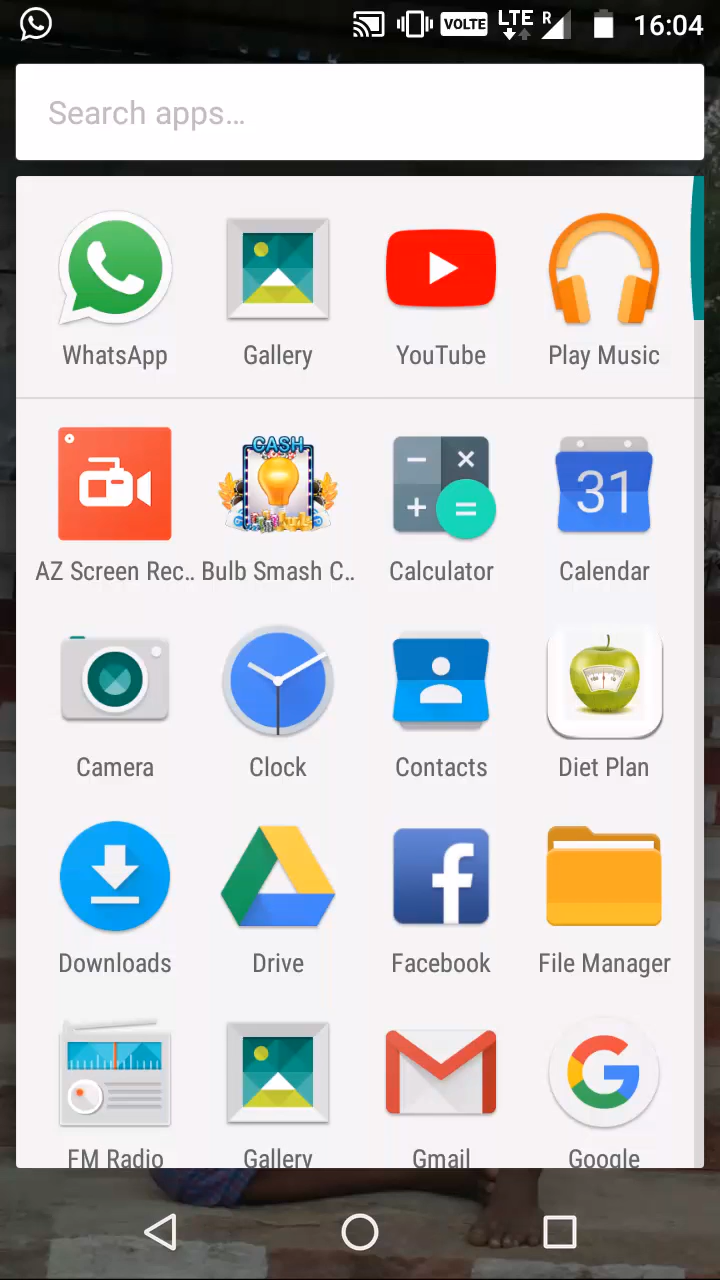 VOLTE LTE R 16:04
Search apps...
WhatsApp Gallery YouTube Play Music
CASH
31
AZ Screen Rec.. Bulb Smash C.. Calculator Calendar
Camera Clock Contacts Diet Plan
Downloads Drive Facebook File Manager
FM Radio Gallery Gmail Google